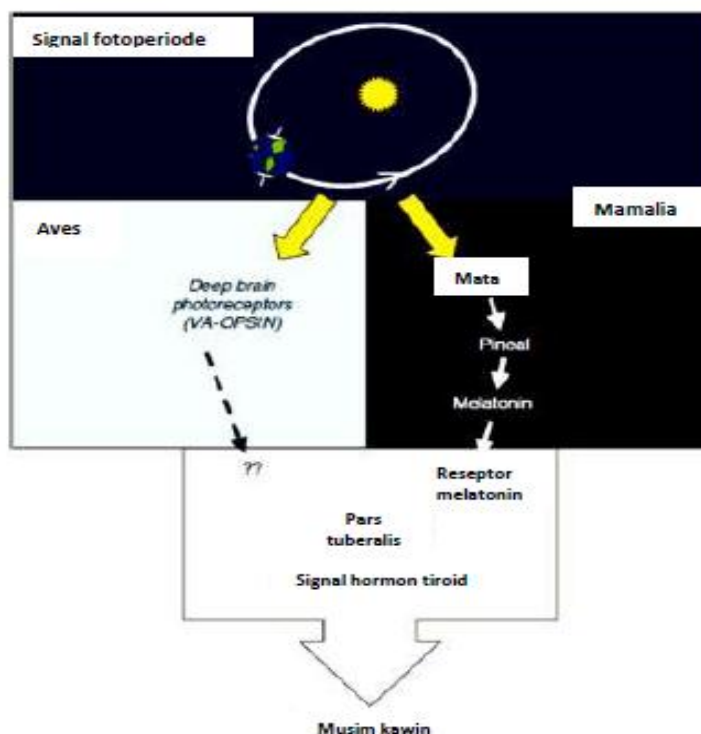 Signal fotoperiode
Mamalia
Aves
Deep brain
photoreceptors
(VA-OPSIN)
Mata
Pineal
Melatonin
??
Reseptor
melatonin
Pars
tuberalis
Signal hormon tiroid
Musim kawin